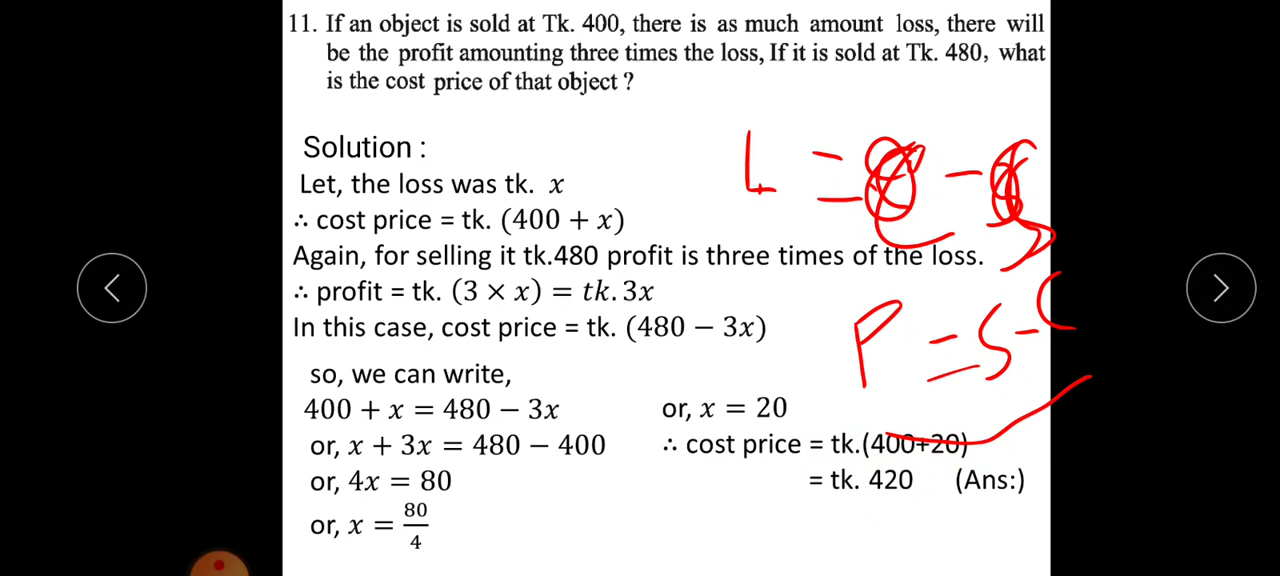 11. If an object is sold at Tk. 400, there is as much amount loss, there will
be the profit amounting three times the loss, If it is sold at Tk. 480, what
is the cost price of that object ?
Solution :
Let, the loss was tk. x
∴ cost price = tk. (400 + x)
Again, for selling it tk.480 profit is three times of the loss.
∴ profit = tk. (3 × x) = tk. 3x
In this case, cost price = tk. (480 − 3x)
so, we can write,
400 + x = 480 − 3x
or, x + 3x = 480 − 400
or, 4x = 80
or, x = 80/4
or, x = 20
∴ cost price = tk.(400+20)
= tk. 420 (Ans:)
L =
P = S - C